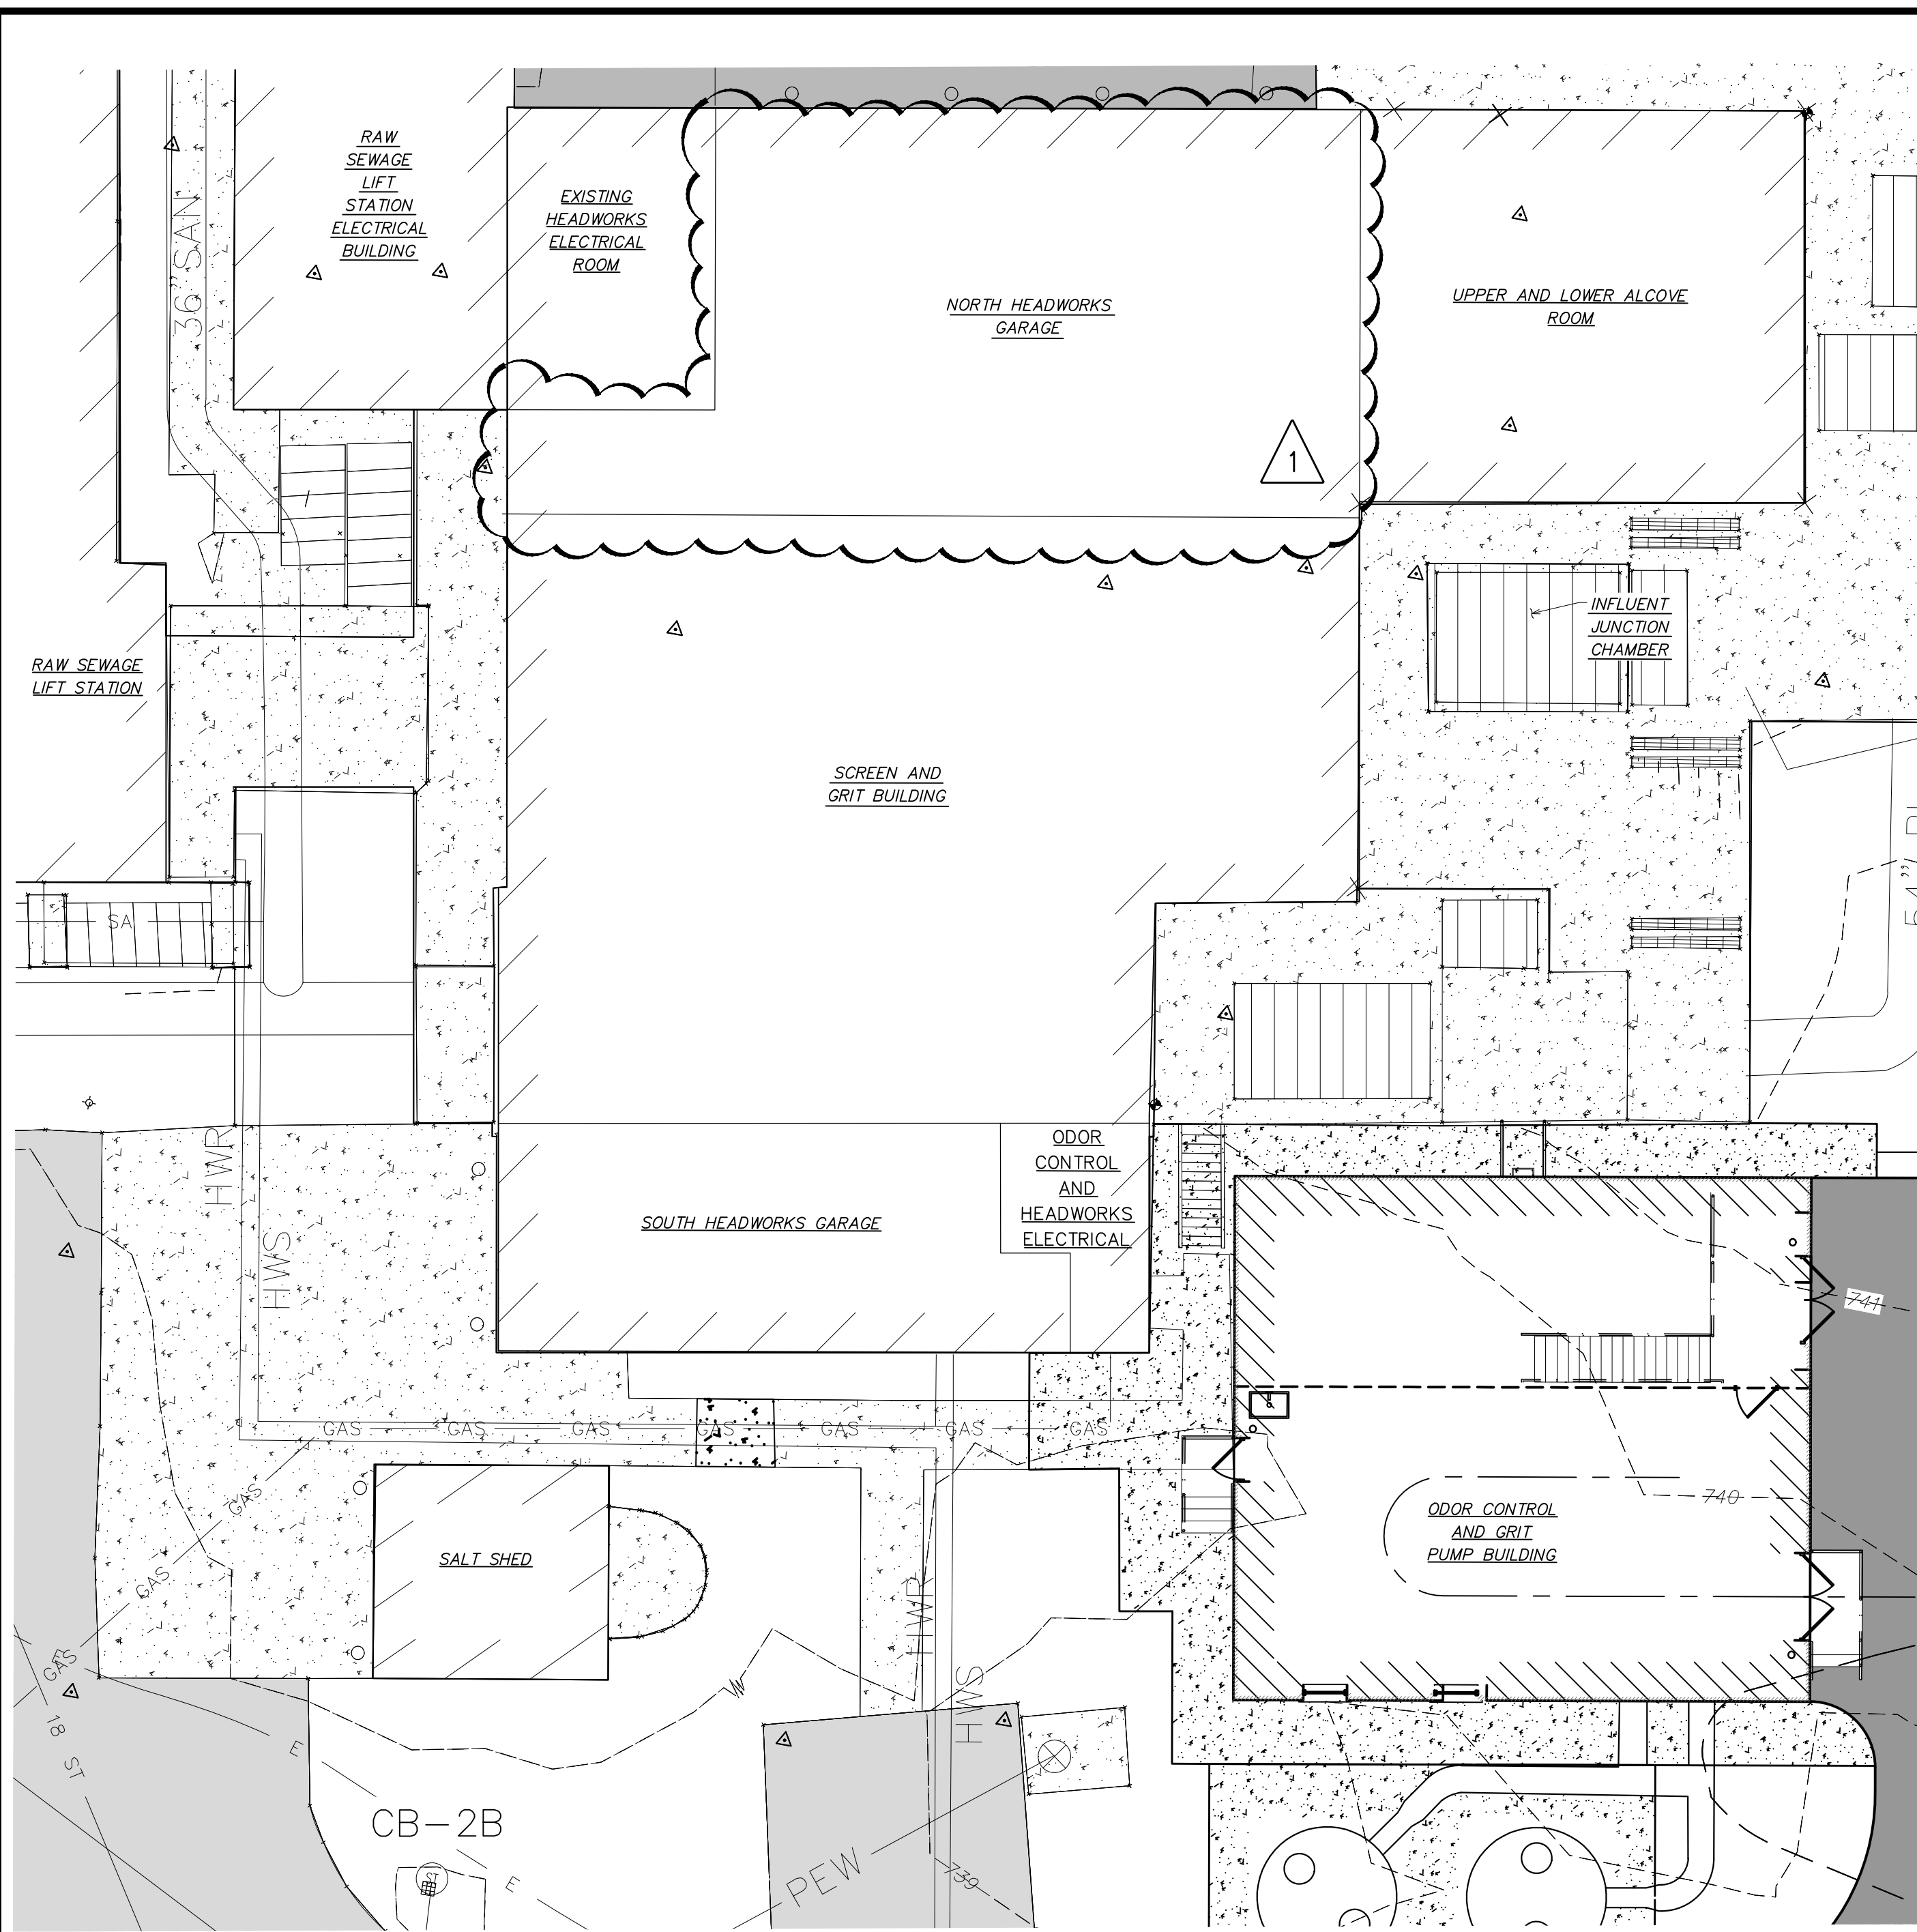 RAW
SEWAGE
LIFT
STATION
ELECTRICAL
BUILDING
EXISTING
HEADWORKS
ELECTRICAL
ROOM
36"SAN
NORTH HEADWORKS
GARAGE
UPPER AND LOWER ALCOVE
ROOM
1
INFLUENT
JUNCTION
CHAMBER
RAW SEWAGE
LIFT STATION
SCREEN AND
GRIT BUILDING
SA
HWR
HWS
ODOR
CONTROL
AND
HEADWORKS
ELECTRICAL
SOUTH HEADWORKS GARAGE
741
GAS
GAS
GAS
GAS
GAS
GAS
GAS
GAS
GAS
GAS
740
ODOR CONTROL
AND GRIT
PUMP BUILDING
SALT SHED
HWR
HWS
18 ST
E
E
CB-2B
ST
PEW
739